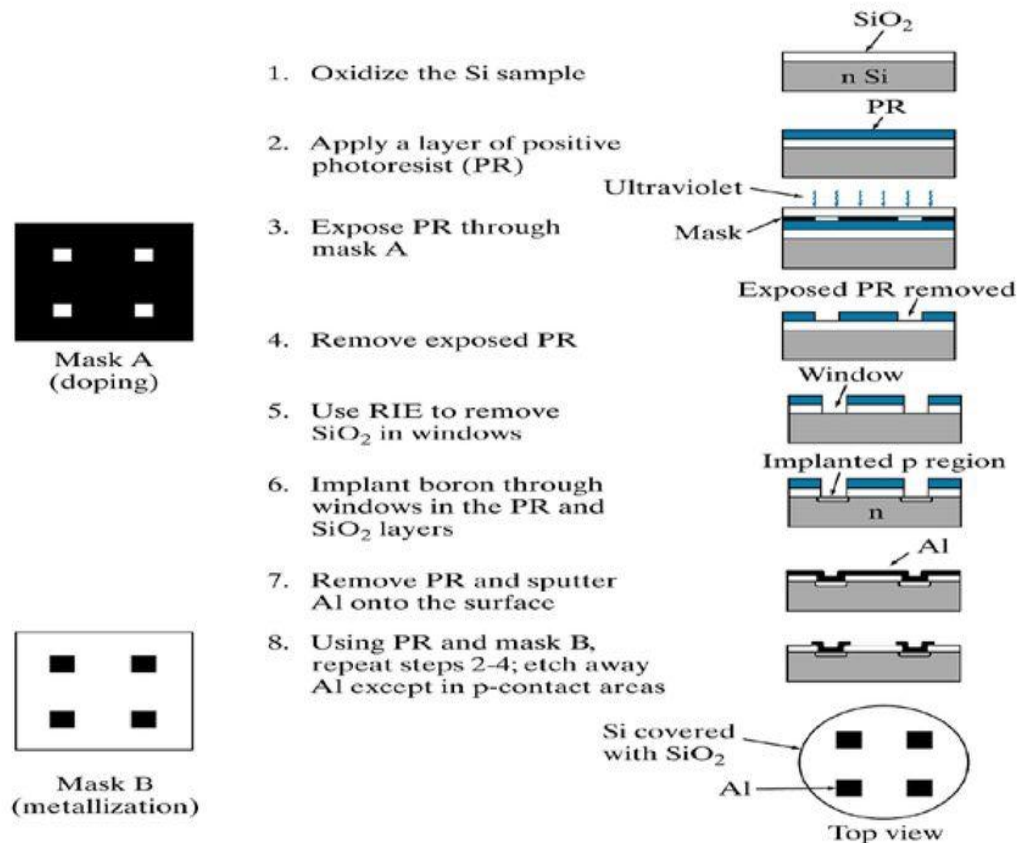 SiO₂
1. Oxidize the Si sample
n Si
PR
2. Apply a layer of positive
photoresist (PR)
Ultraviolet
3. Expose PR through
mask A
Mask
Exposed PR removed
4. Remove exposed PR
Mask A
(doping)
Window
5. Use RIE to remove
SiO₂ in windows
Implanted p region
6. Implant boron through
windows in the PR and
SiO₂ layers
n
Al
7. Remove PR and sputter
Al onto the surface
8. Using PR and mask B,
repeat steps 2-4; etch away
Al except in p-contact areas
Si covered
with SiO₂
Mask B
(metallization)
Al
Top view